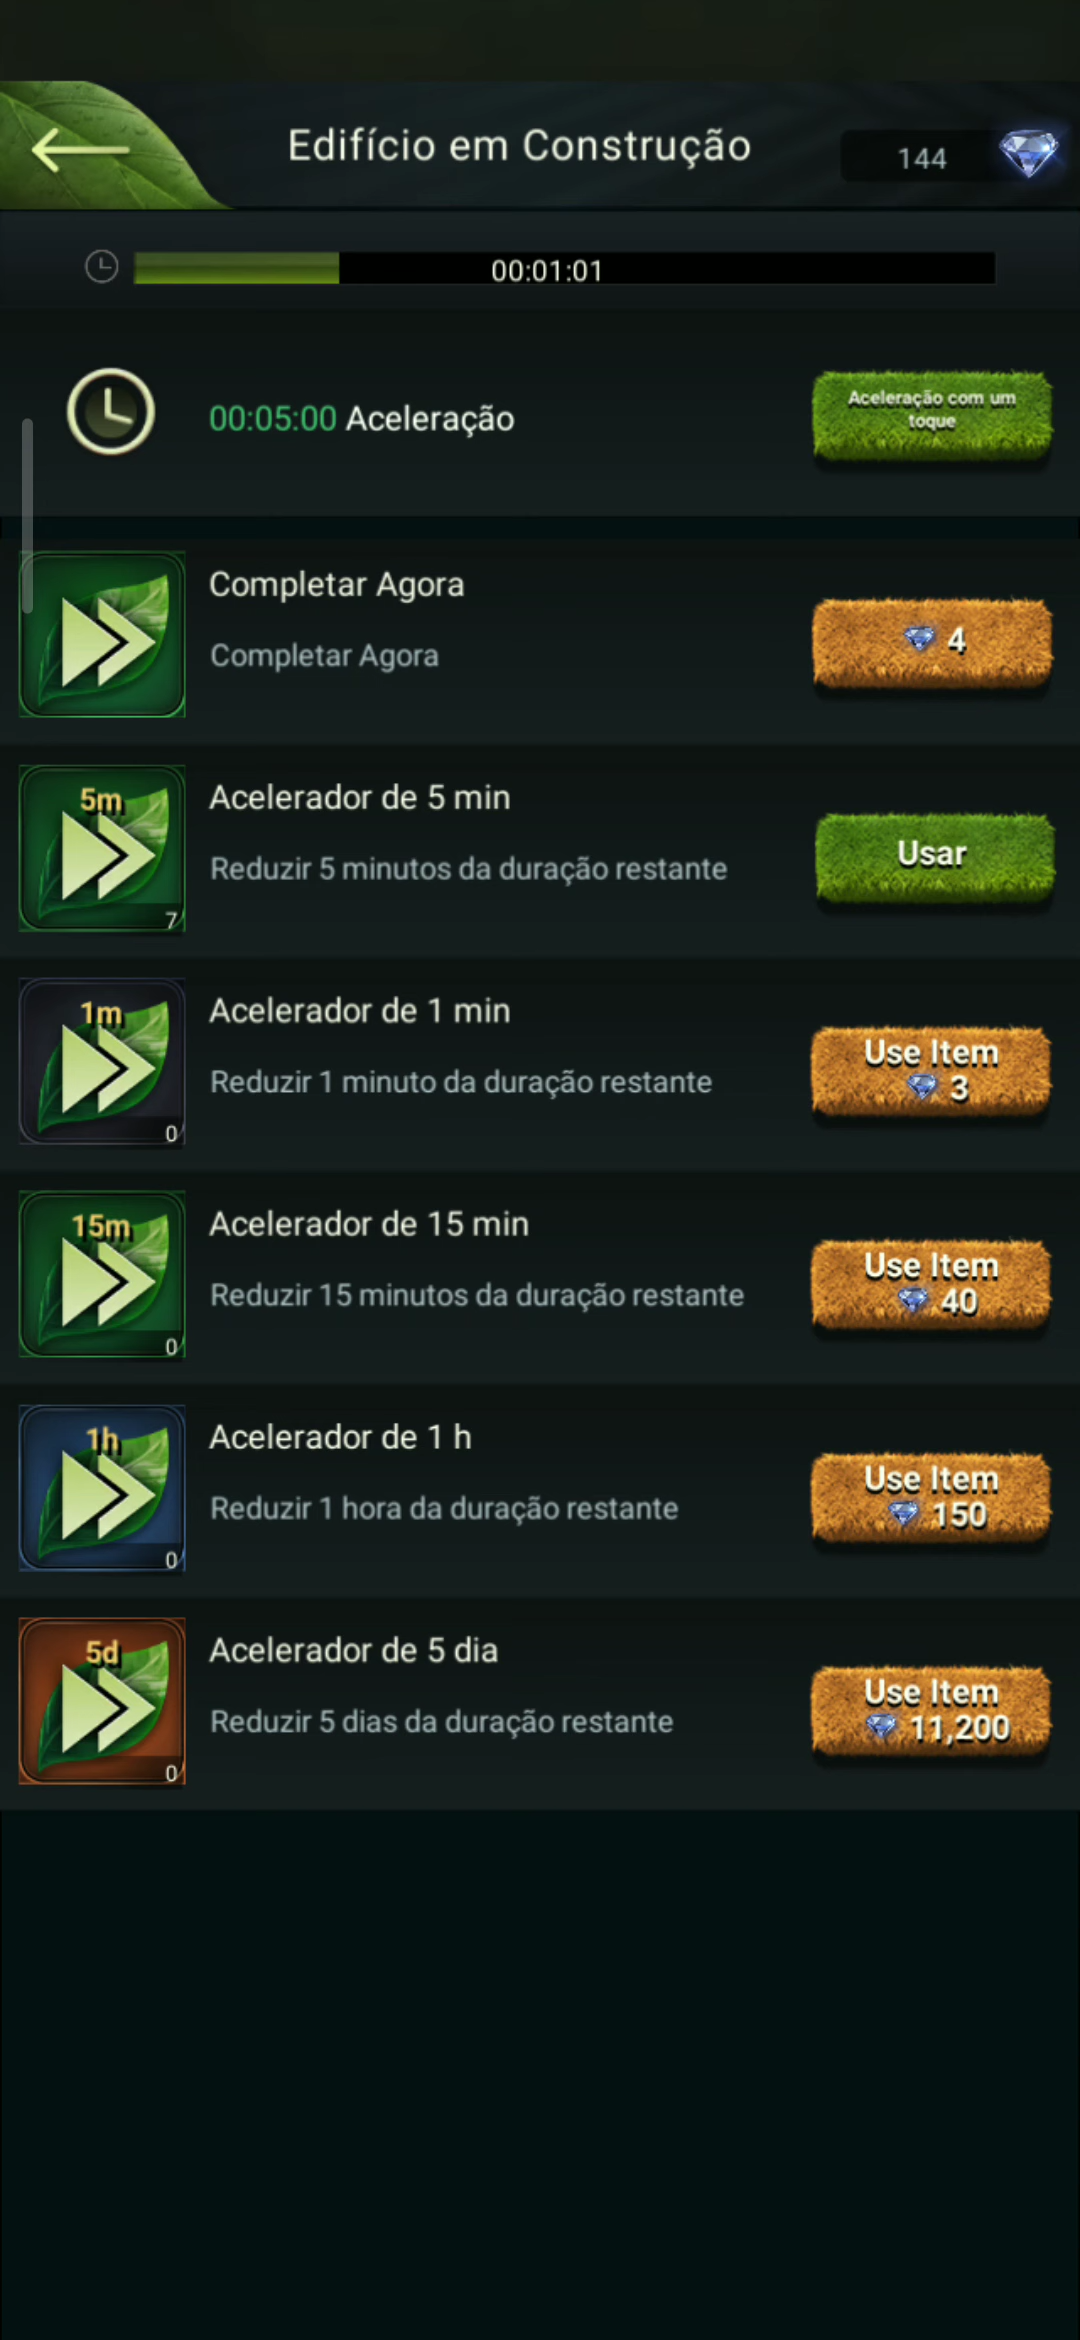 Edifício em Construção
144
00:01:01
00:05:00 Aceleração
Aceleração com um
toque
Completar Agora
Completar Agora
4
5m
7
Acelerador de 5 min
Reduzir 5 minutos da duração restante
Usar
1m
0
Acelerador de 1 min
Reduzir 1 minuto da duração restante
Use Item
3
15m
0
Acelerador de 15 min
Reduzir 15 minutos da duração restante
Use Item
40
1h
0
Acelerador de 1 h
Reduzir 1 hora da duração restante
Use Item
150
5d
0
Acelerador de 5 dia
Reduzir 5 dias da duração restante
Use Item
11,200